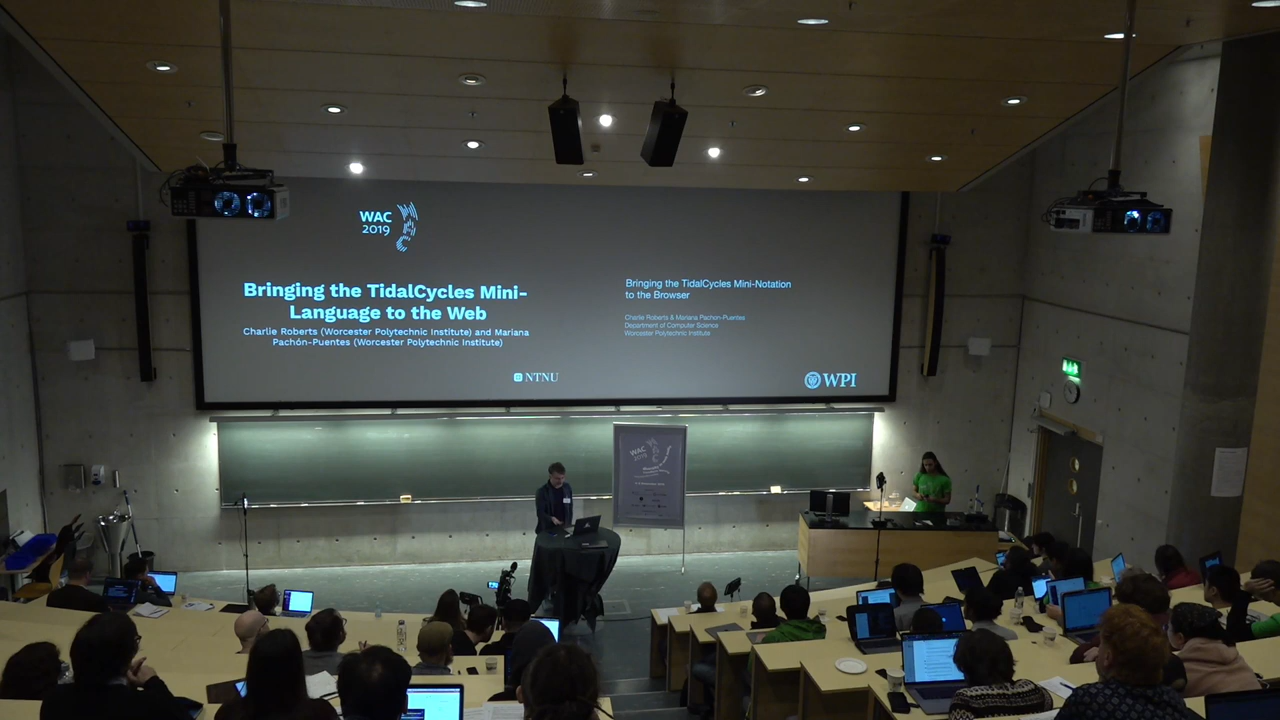 WAC
2019
Bringing the TidalCycles Mini-
Language to the Web
Charlie Roberts (Worcester Polytechnic Institute) and Mariana
Pachón-Puentes (Worcester Polytechnic Institute)
NTNU
Bringing the TidalCycles Mini-Notation
to the Browser
Charlie Roberts & Mariana Pachon-Puentes
Department of Computer Science
Worcester Polytechnic Institute
WPI
WAC
2019